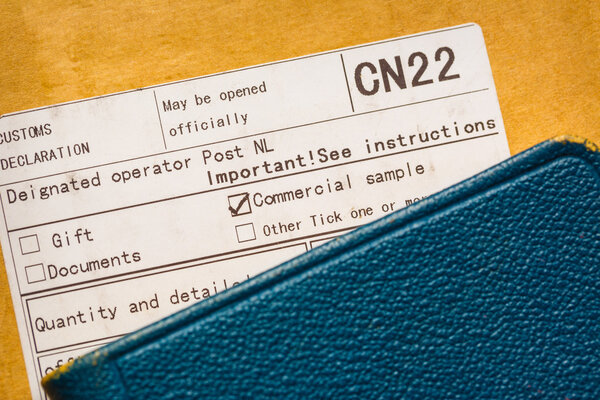 CUSTOMS
DECLARATION
May be opened
officially
CN22
Deignated operator Post NL
Important!See instructions
Gift
Commercial sample
Documents
Other Tick one or
Quantity and detailed